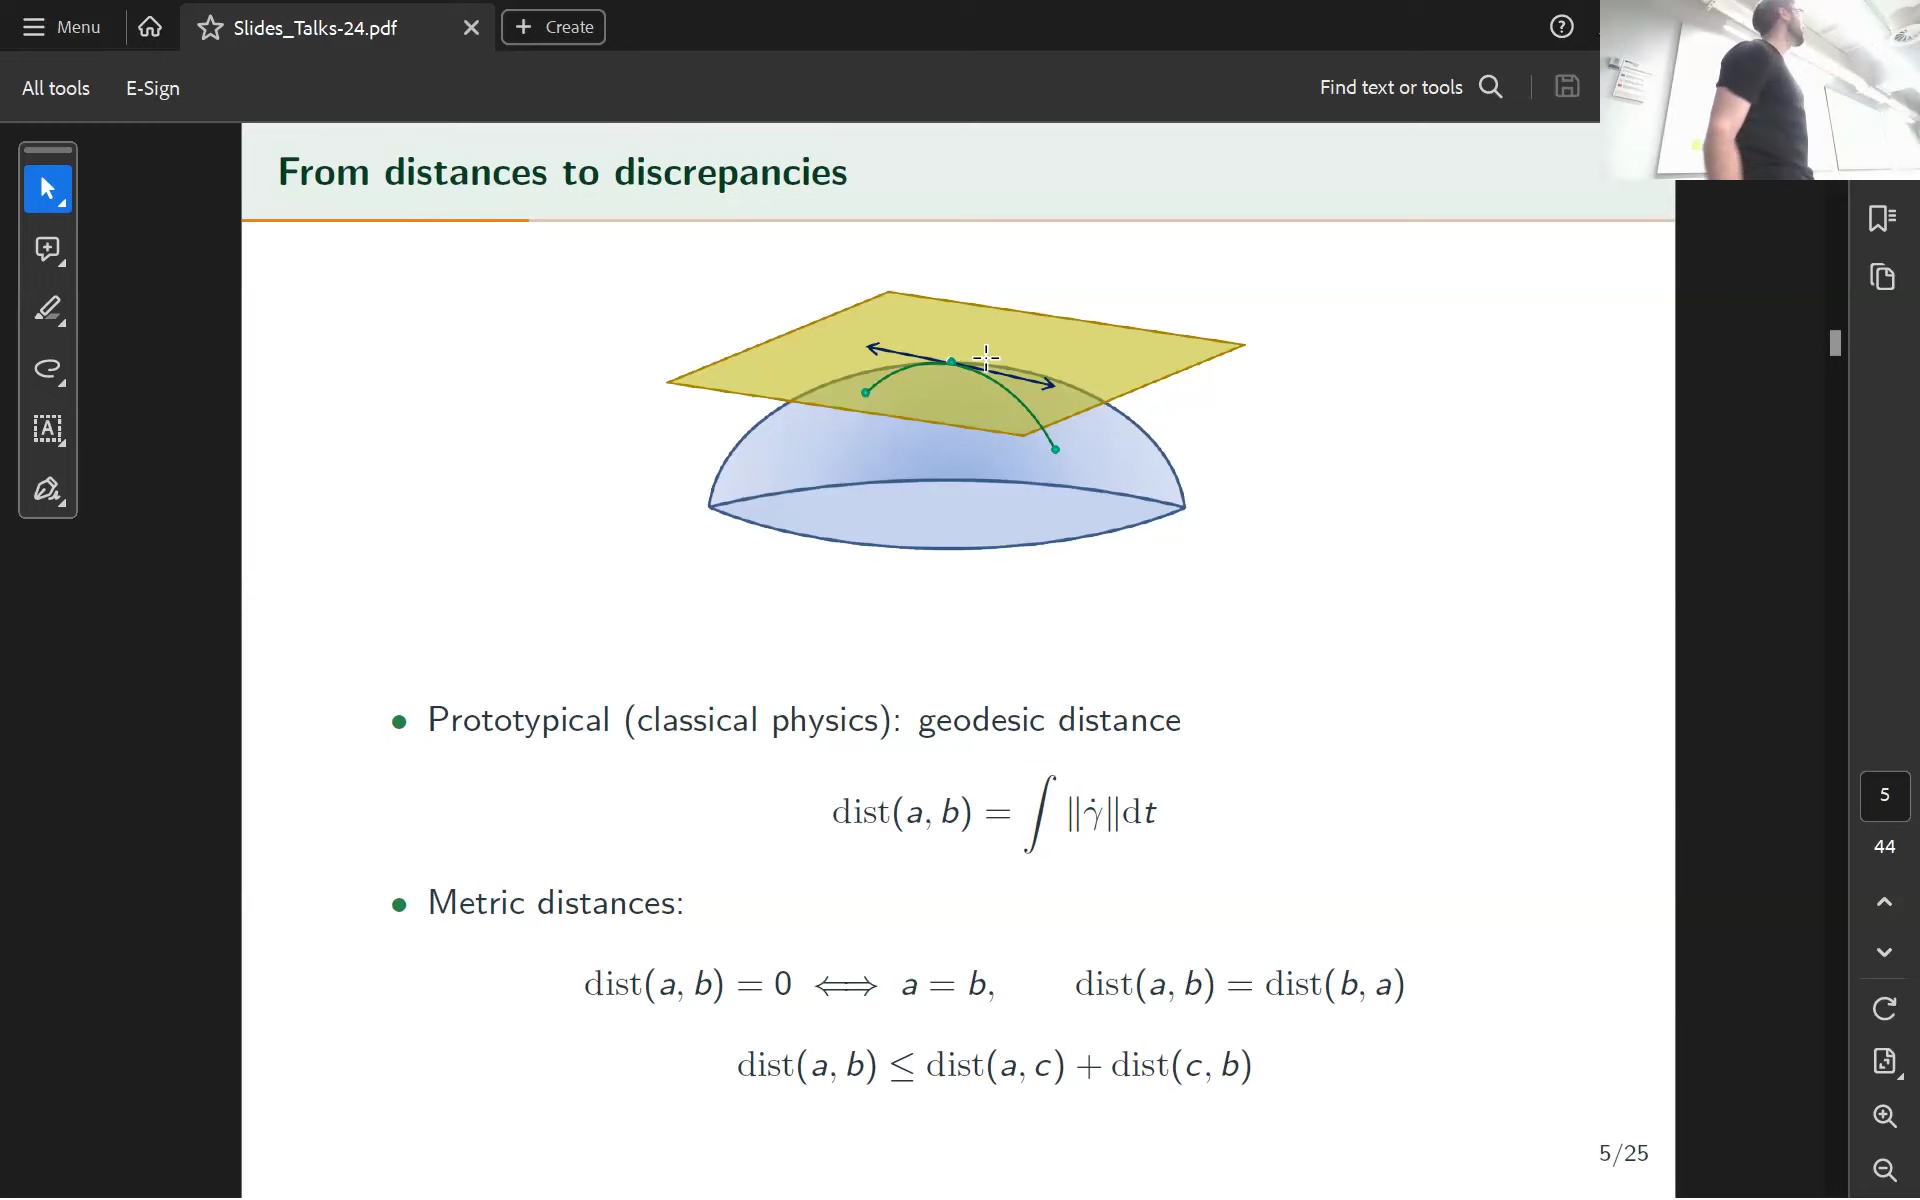 Menu
Slides_Talks-24.pdf
Create
All tools
E-Sign
Find text or tools
From distances to discrepancies
• Prototypical (classical physics): geodesic distance
dist(a, b) = ∫ ‖γ̇‖dt
• Metric distances:
dist(a, b) = 0 ⟺ a = b, dist(a, b) = dist(b, a)
dist(a, b) ≤ dist(a, c) + dist(c, b)
5/25
5
44